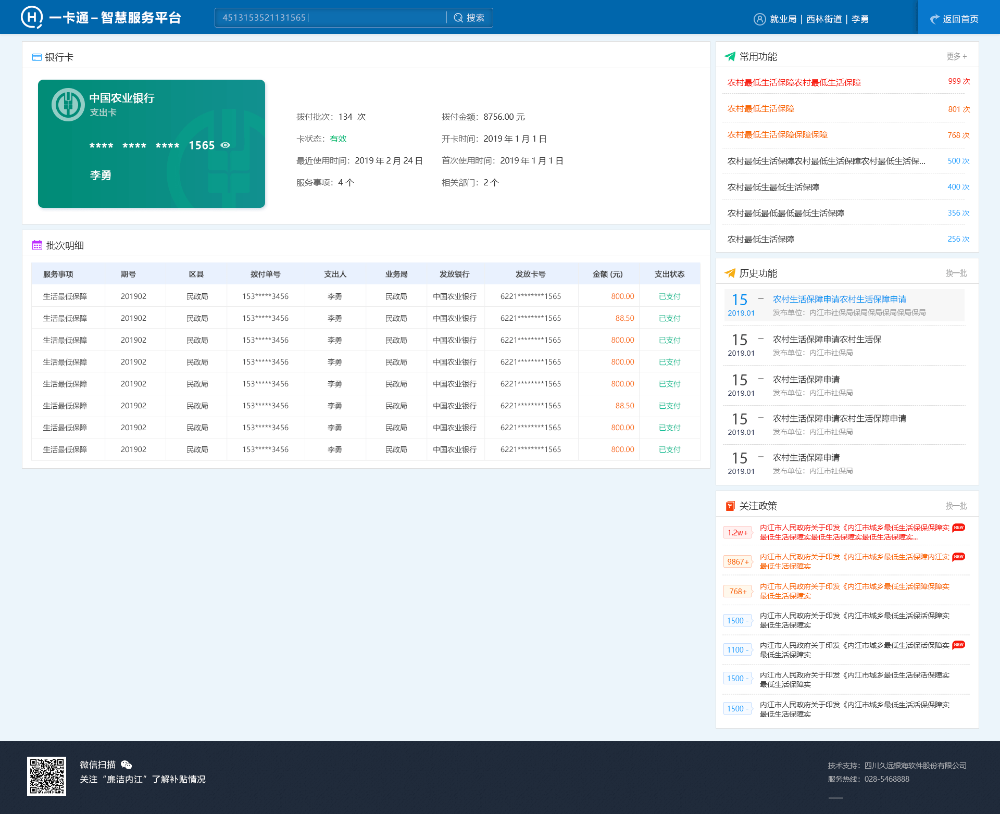 一卡通－智慧服务平台
4513153521131565
搜索
就业局 | 西林街道 | 李勇
返回首页
银行卡
中国农业银行
支出卡
**** **** **** 1565
李勇
拨付批次：134 次
拨付金额：8756.00 元
卡状态：有效
开卡时间：2019 年 1 月 1 日
最近使用时间：2019 年 2 月 24 日
首次使用时间：2019 年 1 月 1 日
服务事项：4 个
相关部门：2 个
批次明细
服务事项 期号 区县 拨付单号 支出人 业务局 发放银行 发放卡号 金额 (元) 支出状态
生活最低保障 201902 民政局 153*****3456 李勇 民政局 中国农业银行 6221********1565 800.00 已支付
生活最低保障 201902 民政局 153*****3456 李勇 民政局 中国农业银行 6221********1565 88.50 已支付
生活最低保障 201902 民政局 153*****3456 李勇 民政局 中国农业银行 6221********1565 800.00 已支付
生活最低保障 201902 民政局 153*****3456 李勇 民政局 中国农业银行 6221********1565 800.00 已支付
生活最低保障 201902 民政局 153*****3456 李勇 民政局 中国农业银行 6221********1565 800.00 已支付
生活最低保障 201902 民政局 153*****3456 李勇 民政局 中国农业银行 6221********1565 88.50 已支付
生活最低保障 201902 民政局 153*****3456 李勇 民政局 中国农业银行 6221********1565 800.00 已支付
生活最低保障 201902 民政局 153*****3456 李勇 民政局 中国农业银行 6221********1565 800.00 已支付
常用功能
更多 +
农村最低生活保障农村最低生活保障 999 次
农村最低生活保障 801 次
农村最低生活保障保障保障 768 次
农村最低生活保障农村最低生活保障农村最低生活保... 500 次
农村最低生最低生活保障 400 次
农村最低最低最低最低生活保障 356 次
农村最低生活保障 256 次
历史功能
换一批
15 － 农村生活保障申请农村生活保障申请
2019.01 发布单位：内江市社保局保局保局保局保局保局
15 － 农村生活保障申请农村生活保
2019.01 发布单位：内江市社保局
15 － 农村生活保障申请
2019.01 发布单位：内江市社保局
15 － 农村生活保障申请农村生活保障申请
2019.01 发布单位：内江市社保局
15 － 农村生活保障申请
2019.01 发布单位：内江市社保局
关注政策
换一批
1.2w+
内江市人民政府关于印发《内江市城乡最低生活保保保障实 NEW
最低生活保障实最低生活保障实最低生活保障实...
9867+
内江市人民政府关于印发《内江市城乡最低生活保障内江实 NEW
最低生活保障实
768+
内江市人民政府关于印发《内江市城乡最低生活保障保障实
最低生活保障实
1500 -
内江市人民政府关于印发《内江市城乡最低生活保活保障实
最低生活保障实
1100 -
内江市人民政府关于印发《内江市城乡最低生活保活保障实 NEW
最低生活保障实
1500 -
内江市人民政府关于印发《内江市城乡最低生活保活保障实
最低生活保障实
1500 -
内江市人民政府关于印发《内江市城乡最低生活活保保障实
最低生活保障实
微信扫描
关注“廉洁内江”了解补贴情况
技术支持：四川久远银海软件股份有限公司
服务热线：028-5468888